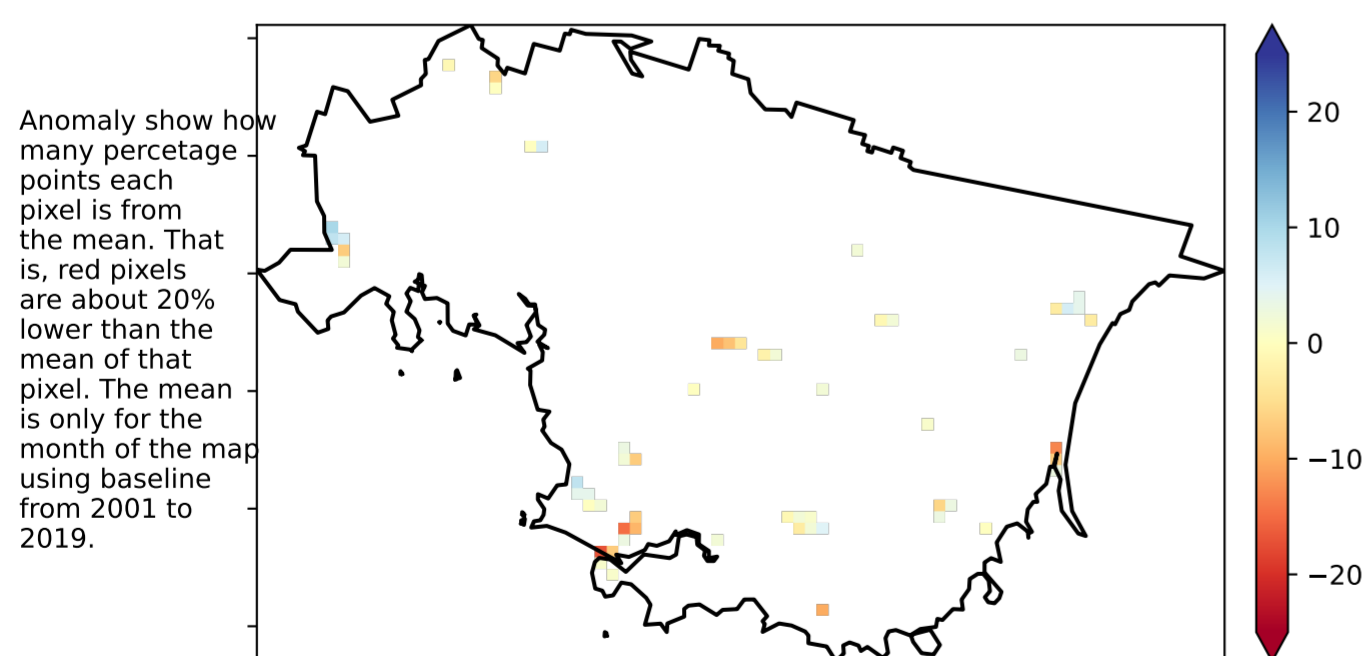 Anomaly show how
many percetage
points each
pixel is from
the mean. That
is, red pixels
are about 20%
lower than the
mean of that
pixel. The mean
is only for the
month of the map
using baseline
from 2001 to
2019.
20
10
0
−10
−20